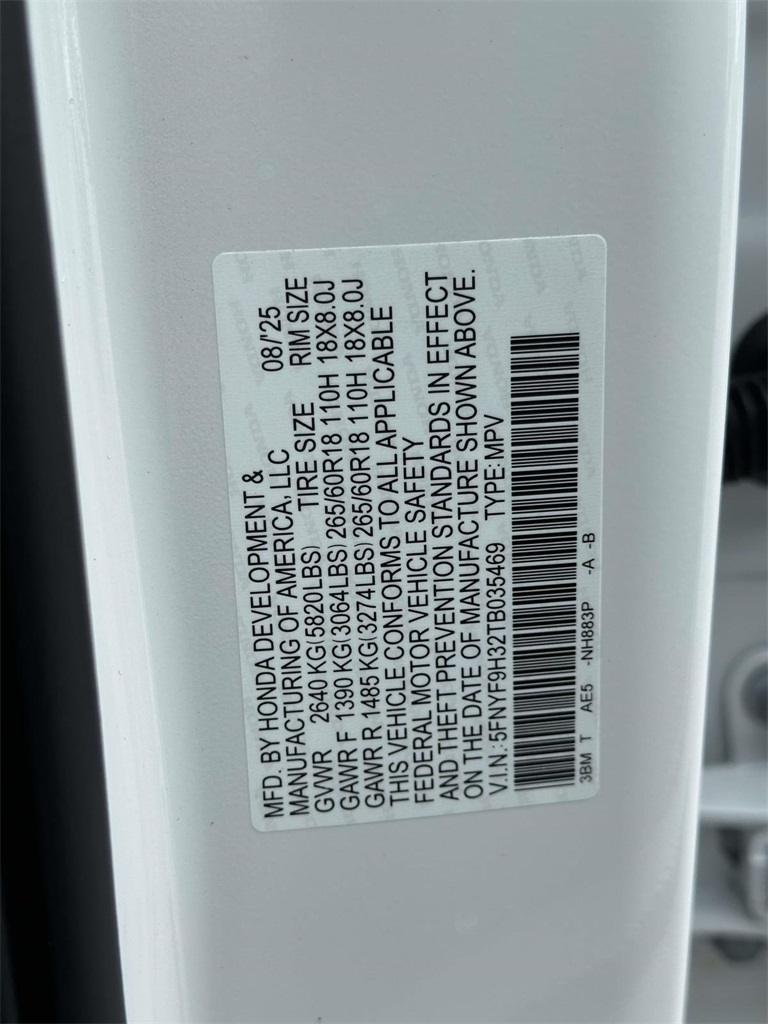 MFD. BY HONDA DEVELOPMENT &
MANUFACTURING OF AMERICA, LLC 08/'25
GVWR 2640 KG(5820LBS) TIRE SIZE RIM SIZE
GAWR F 1390 KG(3064LBS) 265/60R18 110H 18X8.0J
GAWR R 1485 KG(3274LBS) 265/60R18 110H 18X8.0J
THIS VEHICLE CONFORMS TO ALL APPLICABLE
FEDERAL MOTOR VEHICLE SAFETY
AND THEFT PREVENTION STANDARDS IN EFFECT
ON THE DATE OF MANUFACTURE SHOWN ABOVE.
V.I.N.: 5FNYF9H32TB035469 TYPE: MPV
3BM T AE5 -NH883P -A -B